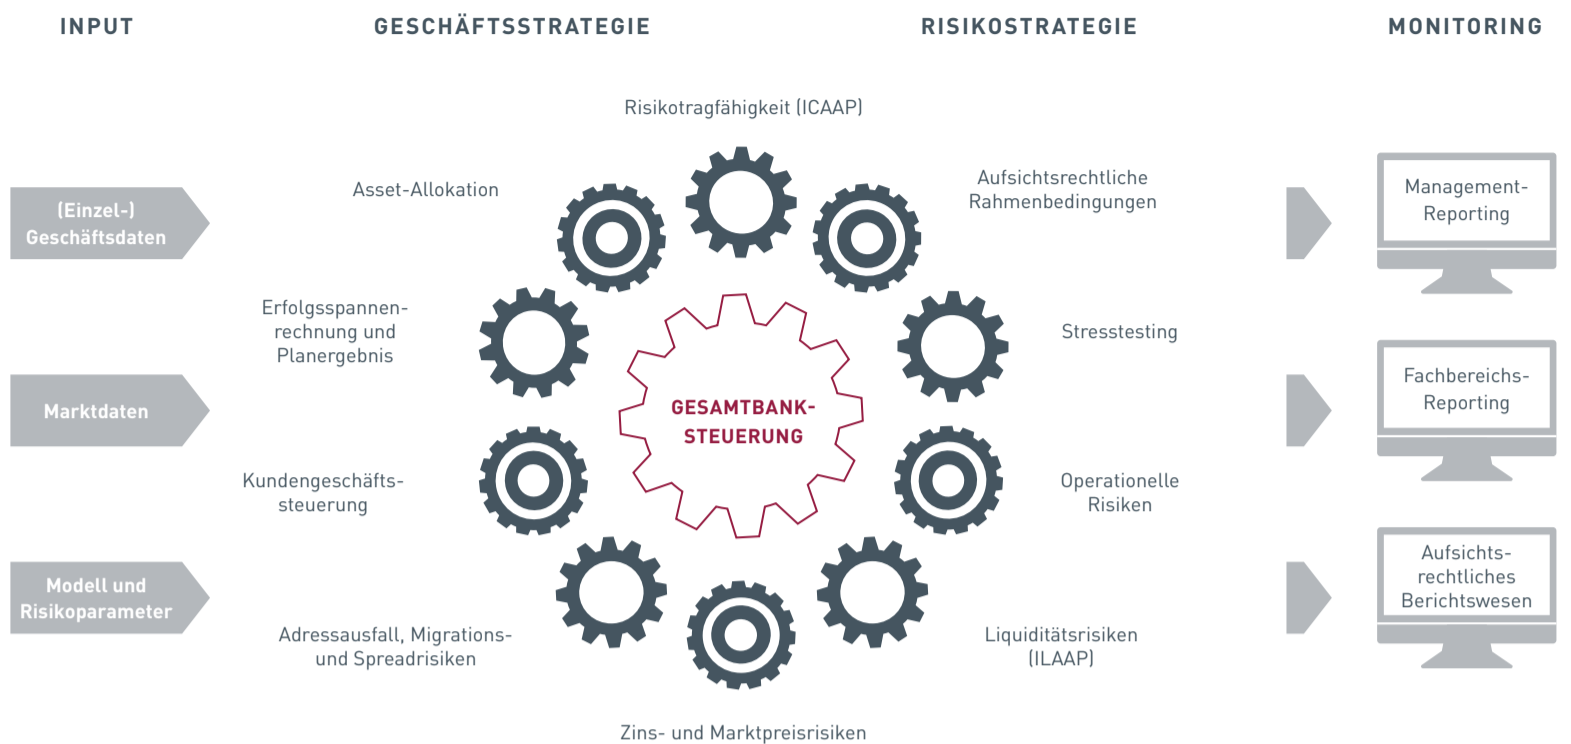 INPUT
GESCHÄFTSSTRATEGIE
RISIKOSTRATEGIE
MONITORING
(Einzel-)
Geschäftsdaten
Marktdaten
Modell und
Risikoparameter
Risikotragfähigkeit (ICAAP)
Asset-Allokation
Erfolgsspannen-
rechnung und
Planergebnis
Kundengeschäfts-
steuerung
Adressausfall, Migrations-
und Spreadrisiken
Zins- und Marktpreisrisiken
GESAMTBANK-
STEUERUNG
Aufsichtsrechtliche
Rahmenbedingungen
Stresstesting
Operationelle
Risiken
Liquiditätsrisiken
(ILAAP)
Management-
Reporting
Fachbereichs-
Reporting
Aufsichts-
rechtliches
Berichtswesen